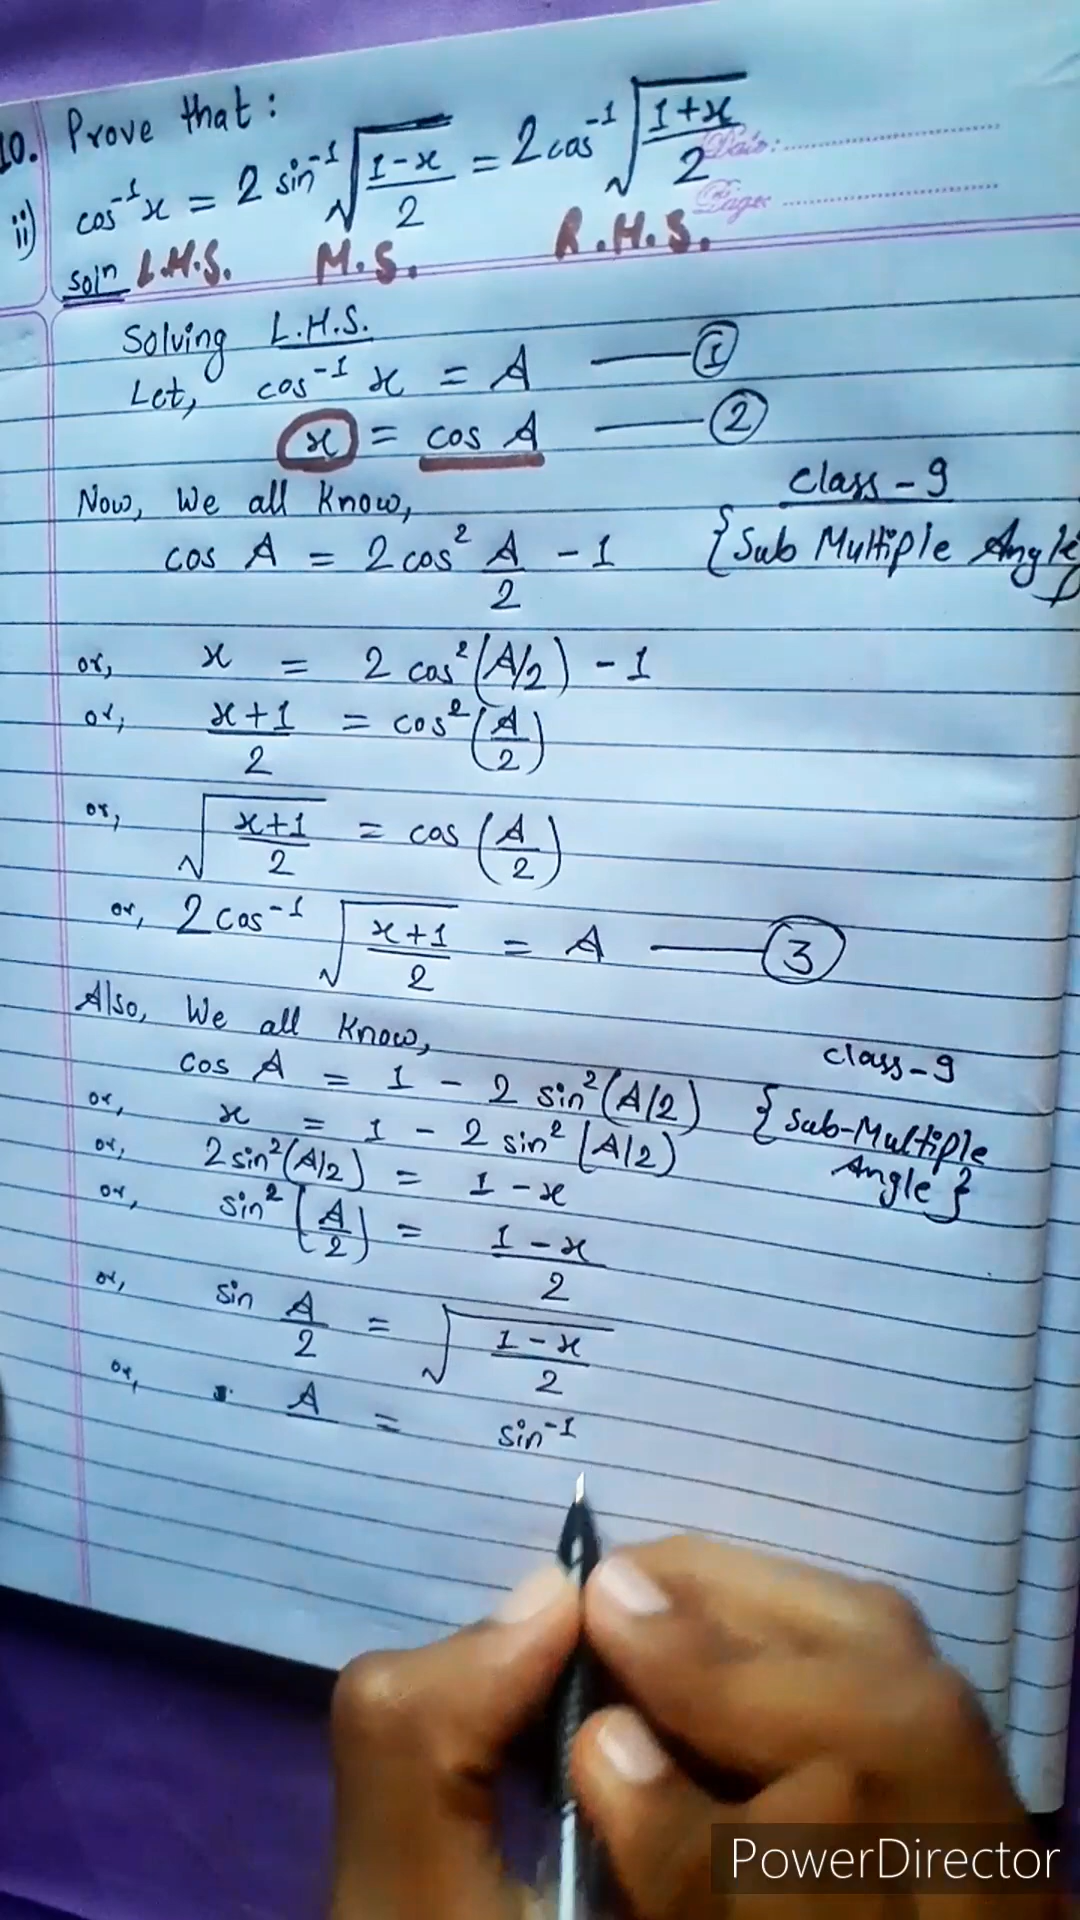 10. Prove that:
ii) cos⁻¹x = 2 sin⁻¹√((1-x)/2) = 2 cos⁻¹√((1+x)/2)
Date:
Page:
soln L.H.S. M.S. R.H.S.
Solving L.H.S.
Let, cos⁻¹ x = A —— ①
x = cos A —— ②
Now, We all Know,
class-9
cos A = 2 cos² A/2 - 1 {Sub Multiple Angle}
or, x = 2 cos²(A/2) - 1
or, (x+1)/2 = cos²(A/2)
or, √((x+1)/2) = cos (A/2)
or, 2 cos⁻¹ √((x+1)/2) = A —— ③
Also, We all Know,
class-9
cos A = 1 - 2 sin²(A/2) {Sub-Multiple Angle}
or, x = 1 - 2 sin²(A/2)
or, 2 sin²(A/2) = 1 - x
or, sin²(A/2) = (1-x)/2
or, sin A/2 = √((1-x)/2)
or, A = sin⁻¹
PowerDirector